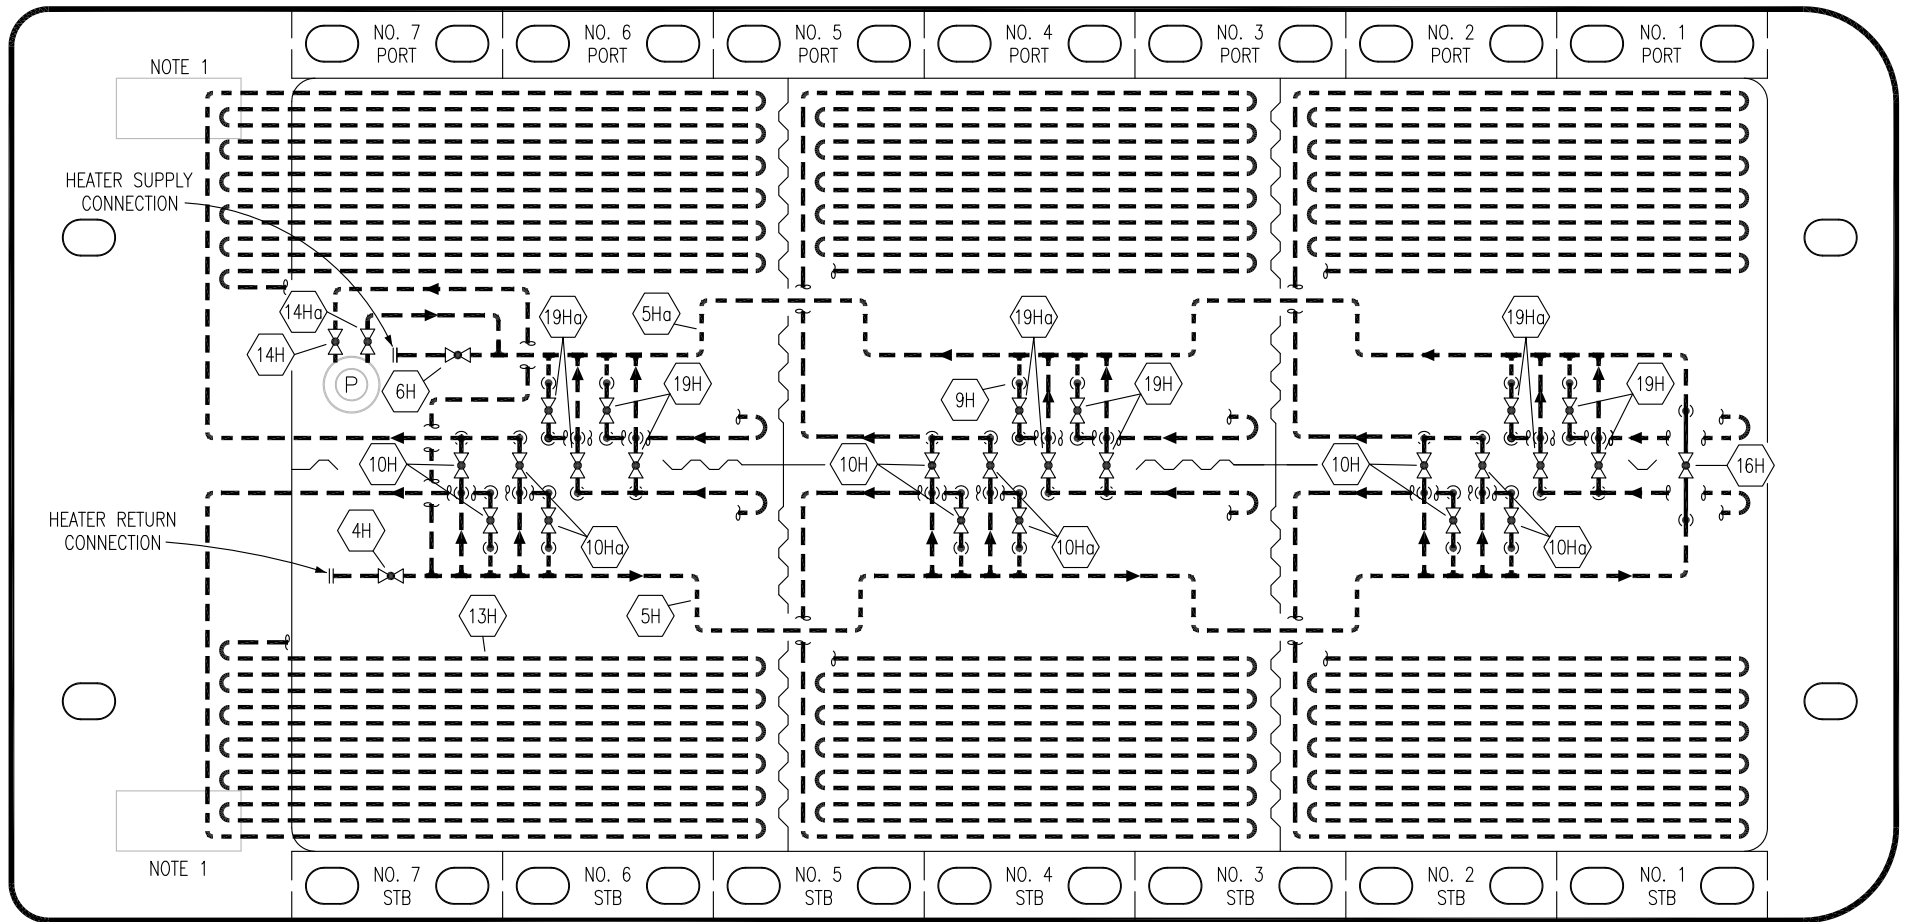 NO. 7
PORT
NO. 6
PORT
NO. 5
PORT
NO. 4
PORT
NO. 3
PORT
NO. 2
PORT
NO. 1
PORT
NOTE 1
HEATER SUPPLY
CONNECTION
14Ha
14H
P
6H
19Ha
5Ha
19H
9H
19Ha
19H
19Ha
19H
10H
10H
10H
16H
HEATER RETURN
CONNECTION
4H
10Ha
10Ha
10Ha
13H
5H
NOTE 1
NO. 7
STB
NO. 6
STB
NO. 5
STB
NO. 4
STB
NO. 3
STB
NO. 2
STB
NO. 1
STB